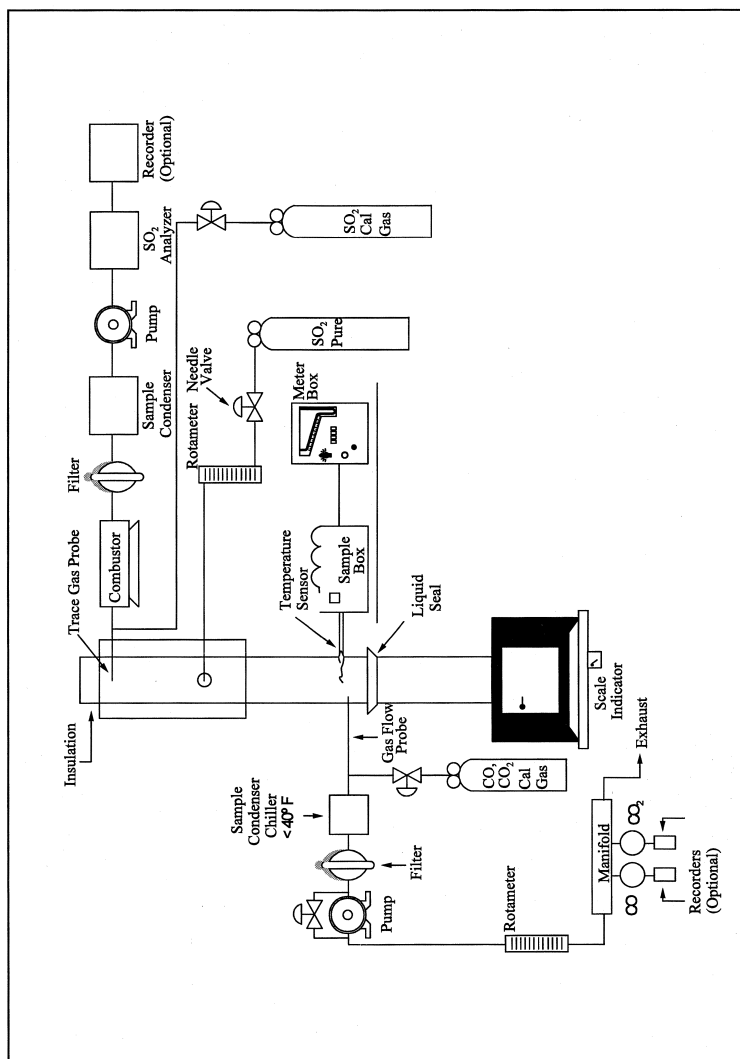 Recorder
(Optional)
SO2
Analyzer
Pump
Sample
Condenser
Filter
Combustor
Trace Gas Probe
SO2
Cal
Gas
SO2
Pure
Needle
Valve
Rotameter
Meter
Box
Sample
Box
Temperature
Sensor
Liquid
Seal
Insulation
Gas Flow
Probe
Scale
Indicator
CO,
CO2
Cal
Gas
Sample
Condenser
Chiller
<40° F
Filter
Pump
Rotameter
Manifold
Exhaust
CO
CO2
Recorders
(Optional)